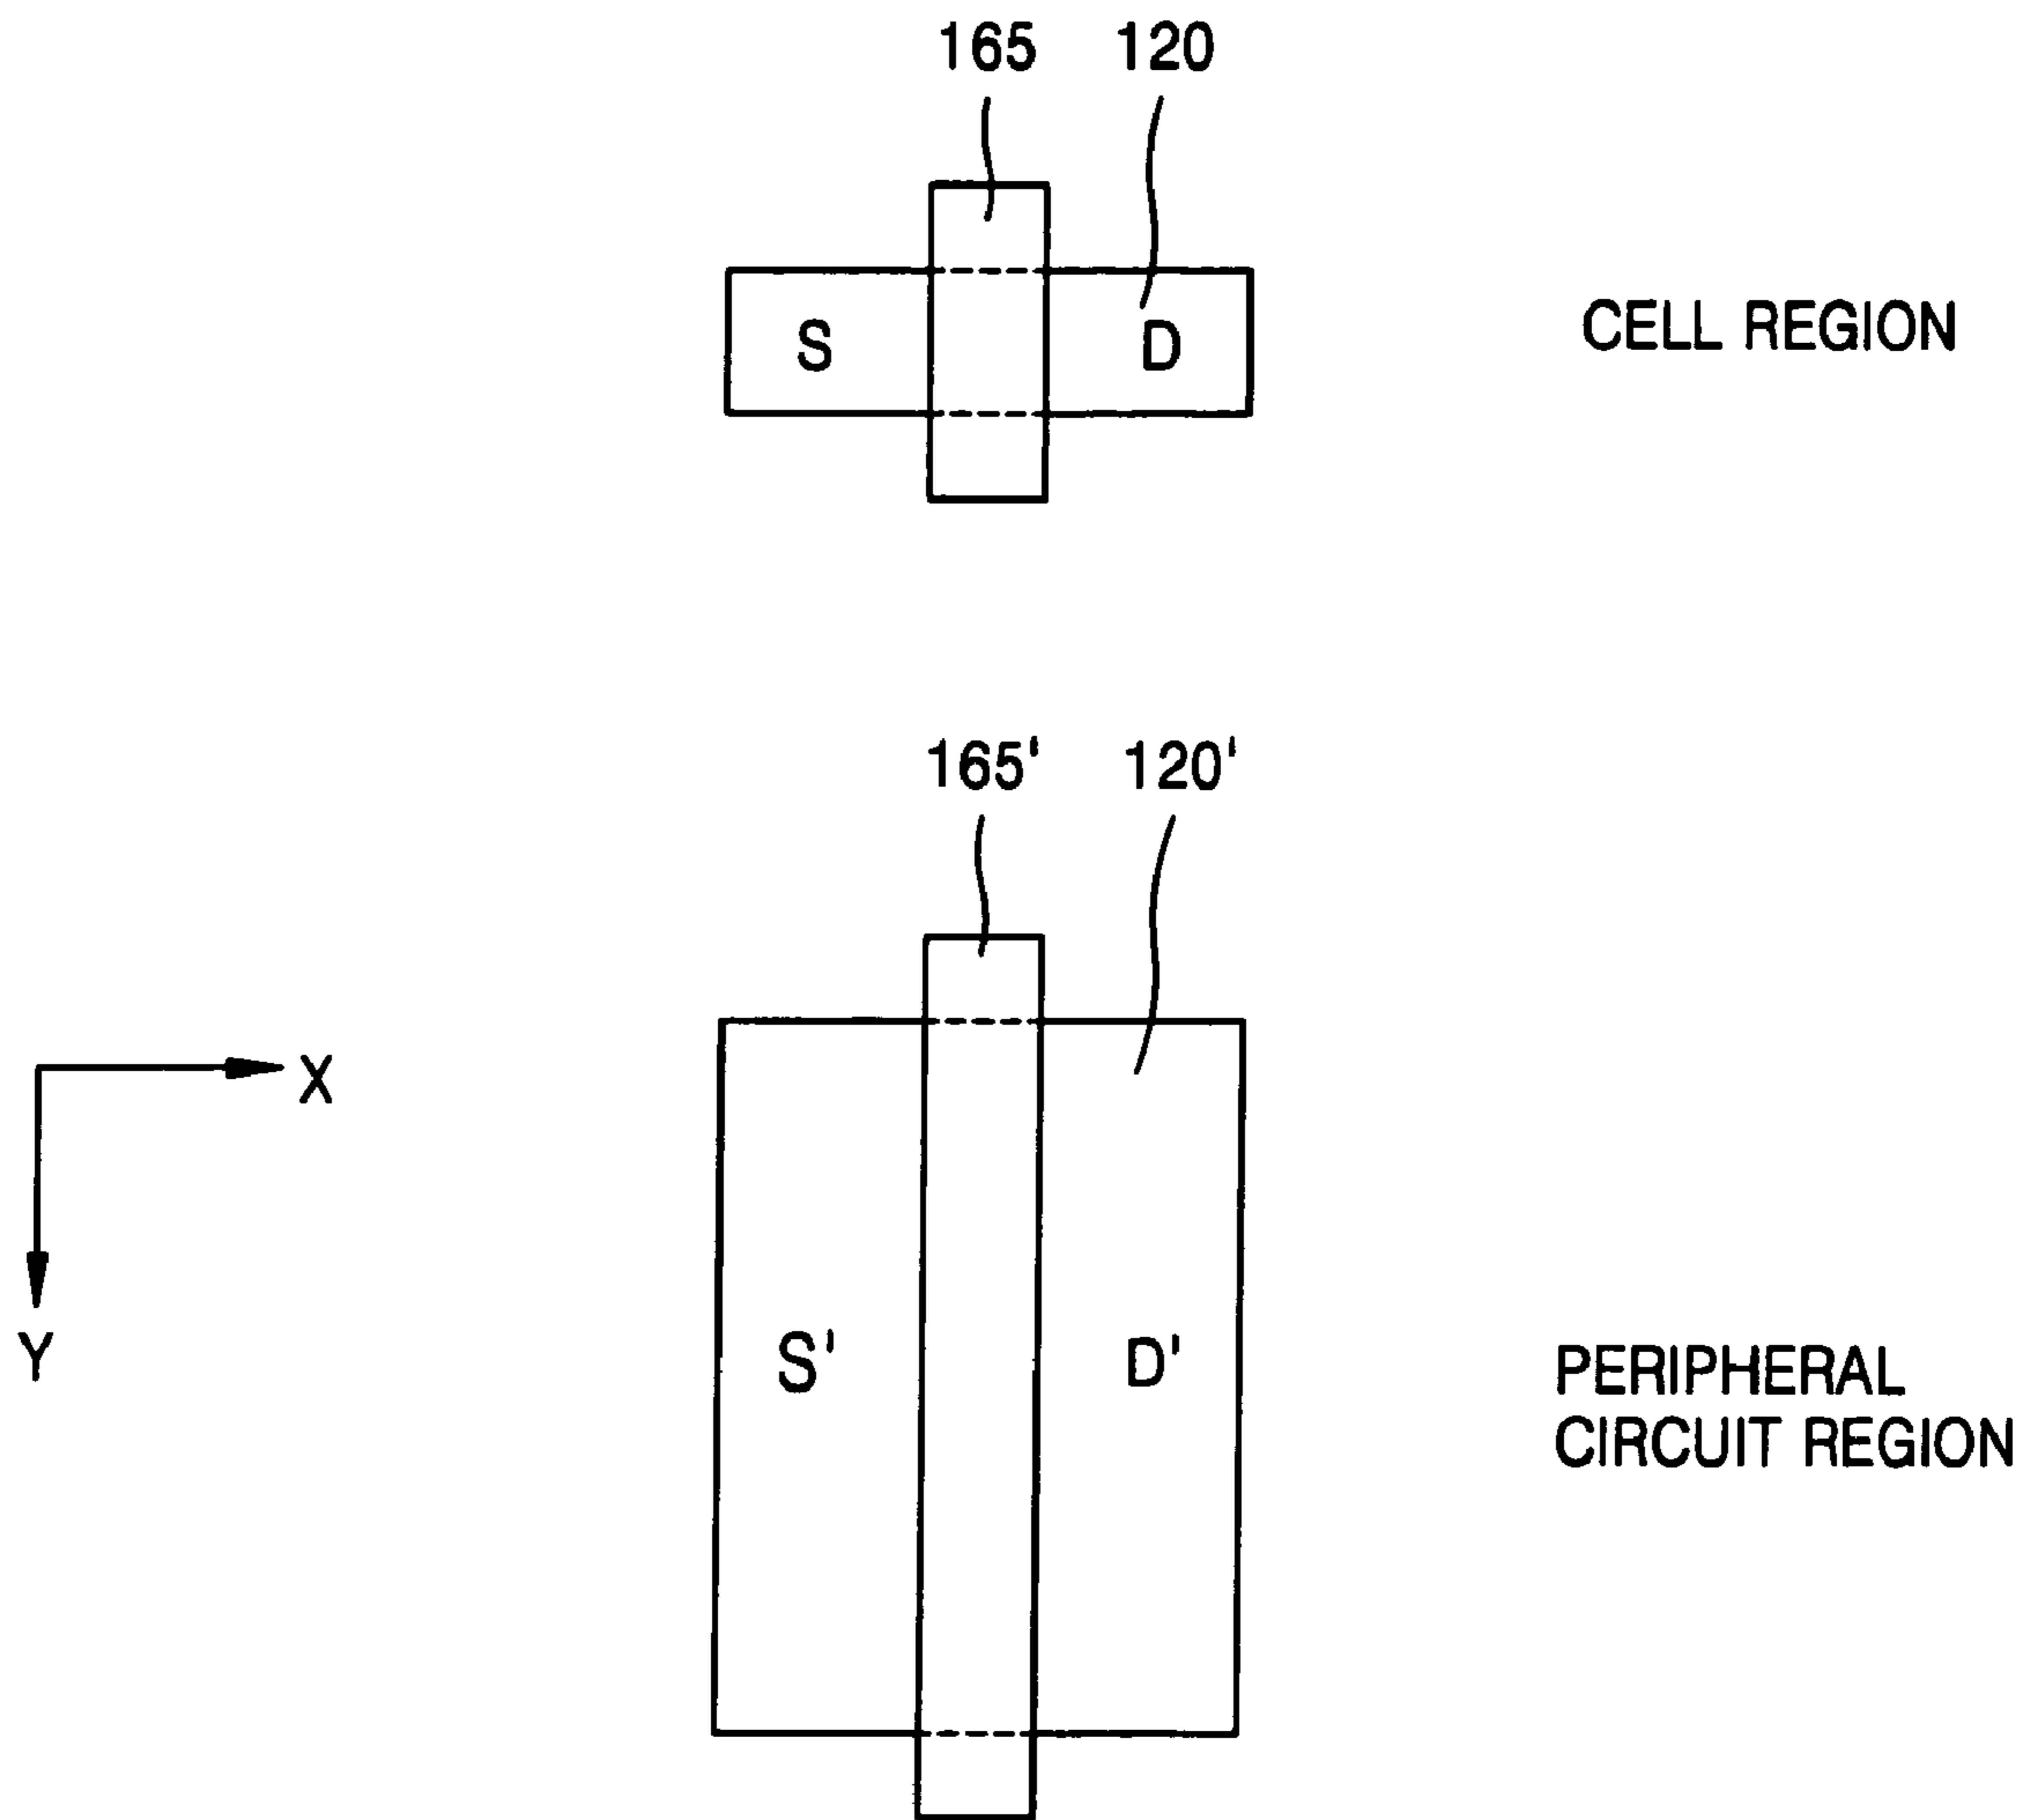 165 120
S D
CELL REGION
165' 120'
X
Y
S' D'
PERIPHERAL
CIRCUIT REGION